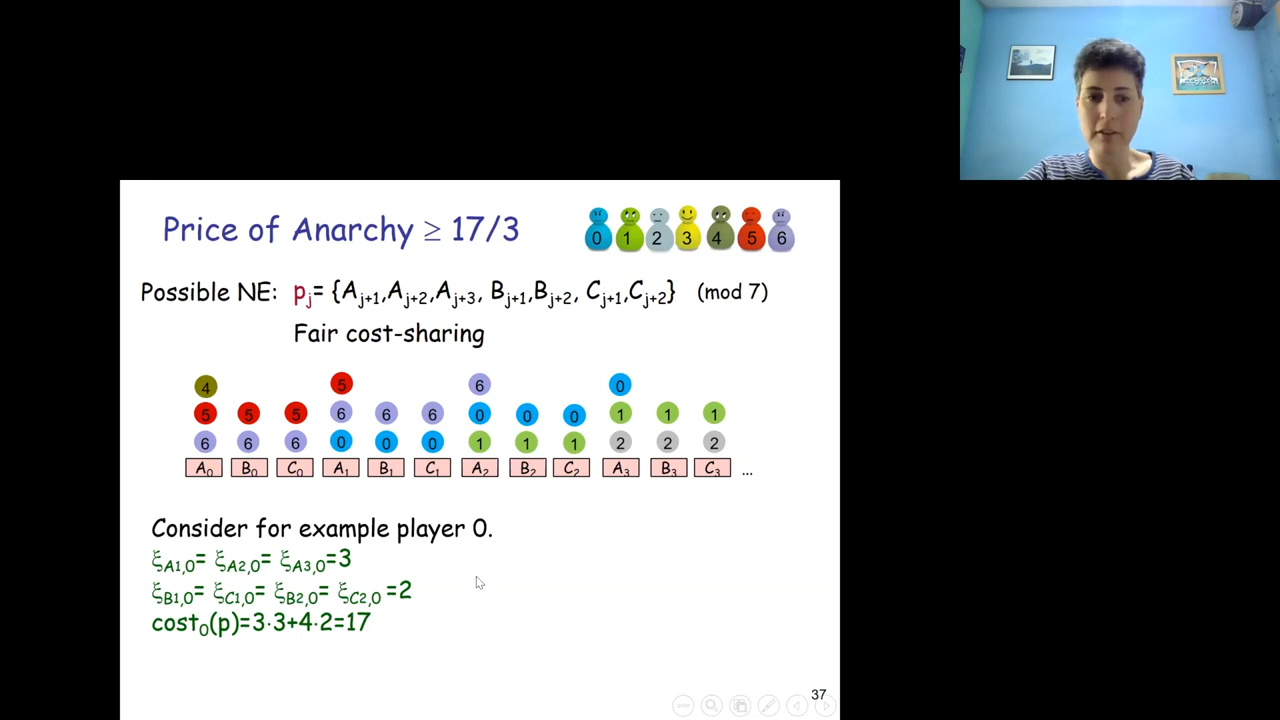 Price of Anarchy ≥ 17/3
0 1 2 3 4 5 6
Possible NE: pj= {Aj+1,Aj+2,Aj+3, Bj+1,Bj+2, Cj+1,Cj+2} (mod 7)
Fair cost-sharing
4 5 6 0
5 5 5 6 6 6 0 0 0 1 1 1
6 6 6 0 0 0 1 1 1 2 2 2
A0 B0 C0 A1 B1 C1 A2 B2 C2 A3 B3 C3 ...
Consider for example player 0.
ξA1,0= ξA2,0= ξA3,0=3
ξB1,0= ξC1,0= ξB2,0= ξC2,0 =2
cost0(p)=3·3+4·2=17
37